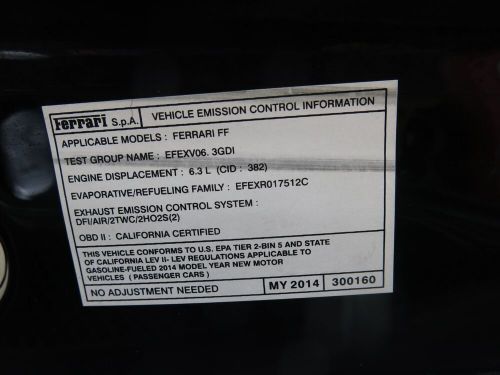 Ferrari S.p.A. VEHICLE EMISSION CONTROL INFORMATION
APPLICABLE MODELS : FERRARI FF
TEST GROUP NAME : EFEXV06. 3GDI
ENGINE DISPLACEMENT : 6.3 L (CID : 382)
EVAPORATIVE/REFUELING FAMILY : EFEXR017512C
EXHAUST EMISSION CONTROL SYSTEM :
DFI/AIR/2TWC/2HO2S(2)
OBD II : CALIFORNIA CERTIFIED
THIS VEHICLE CONFORMS TO U.S. EPA TIER 2-BIN 5 AND STATE
OF CALIFORNIA LEV II- LEV REGULATIONS APPLICABLE TO
GASOLINE-FUELED 2014 MODEL YEAR NEW MOTOR
VEHICLES ( PASSENGER CARS )
NO ADJUSTMENT NEEDED MY 2014 300160